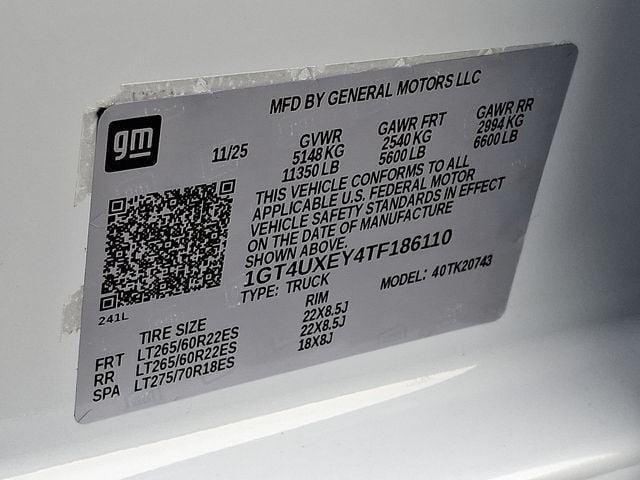 MFD BY GENERAL MOTORS LLC
gm
11/25
GVWR GAWR FRT GAWR RR
5148 KG 2540 KG 2994 KG
11350 LB 5600 LB 6600 LB
THIS VEHICLE CONFORMS TO ALL
APPLICABLE U.S. FEDERAL MOTOR
VEHICLE SAFETY STANDARDS IN EFFECT
ON THE DATE OF MANUFACTURE
SHOWN ABOVE.
1GT4UXEY4TF186110
TYPE: TRUCK MODEL: 40TK20743
241L
TIRE SIZE RIM
FRT LT265/60R22ES 22X8.5J
RR LT265/60R22ES 22X8.5J
SPA LT275/70R18ES 18X8J